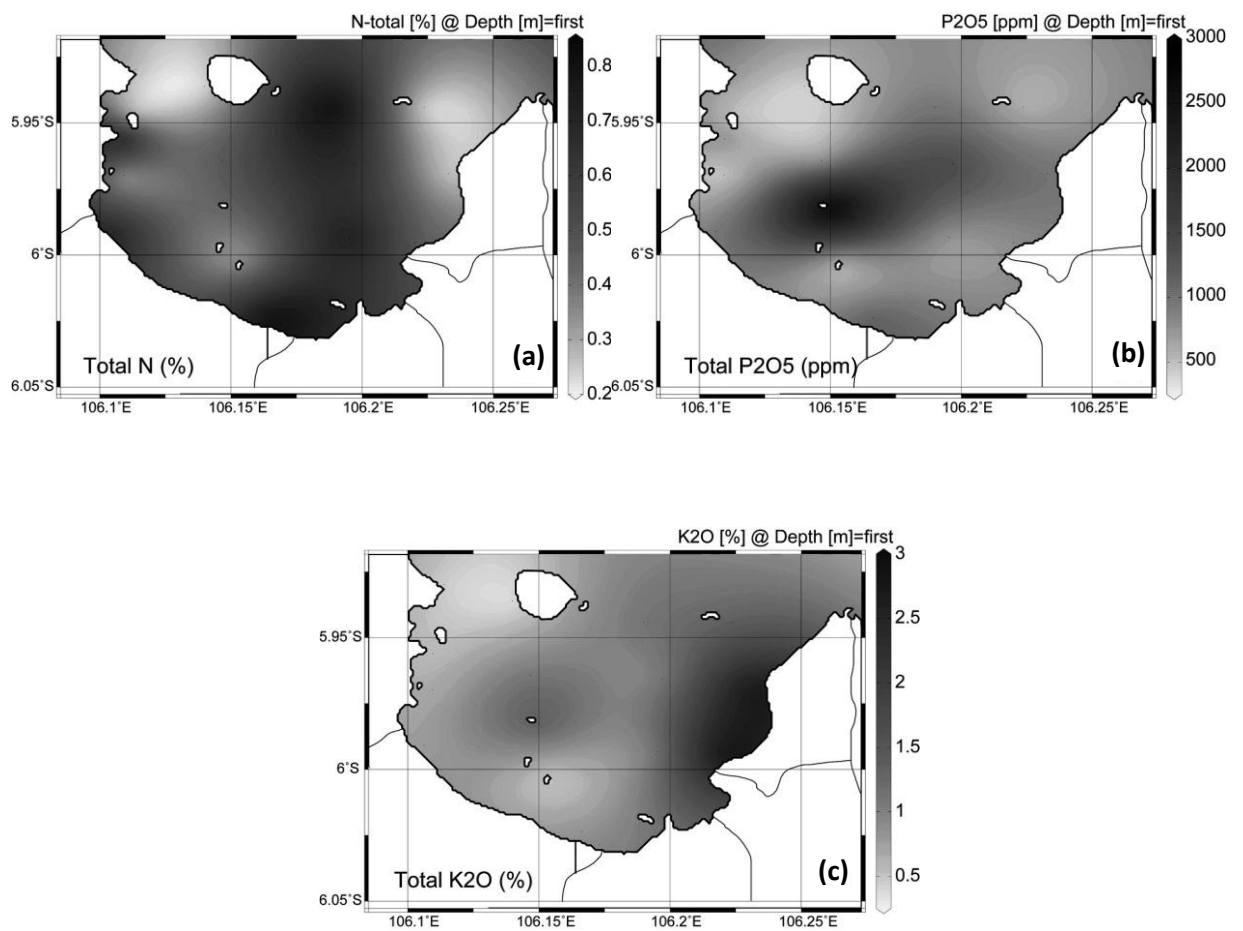 N-total [%] @ Depth [m]=first
0.8
0.7
0.6
0.5
0.4
0.3
0.2
5.95°S
6°S
6.05°S
106.1°E
106.15°E
106.2°E
106.25°E
Total N (%)
(a)
P2O5 [ppm] @ Depth [m]=first
3000
2500
2000
1500
1000
500
5.95°S
6°S
6.05°S
106.1°E
106.15°E
106.2°E
106.25°E
Total P2O5 (ppm)
(b)
K2O [%] @ Depth [m]=first
3
2.5
2
1.5
1
0.5
5.95°S
6°S
6.05°S
106.1°E
106.15°E
106.2°E
106.25°E
Total K2O (%)
(c)